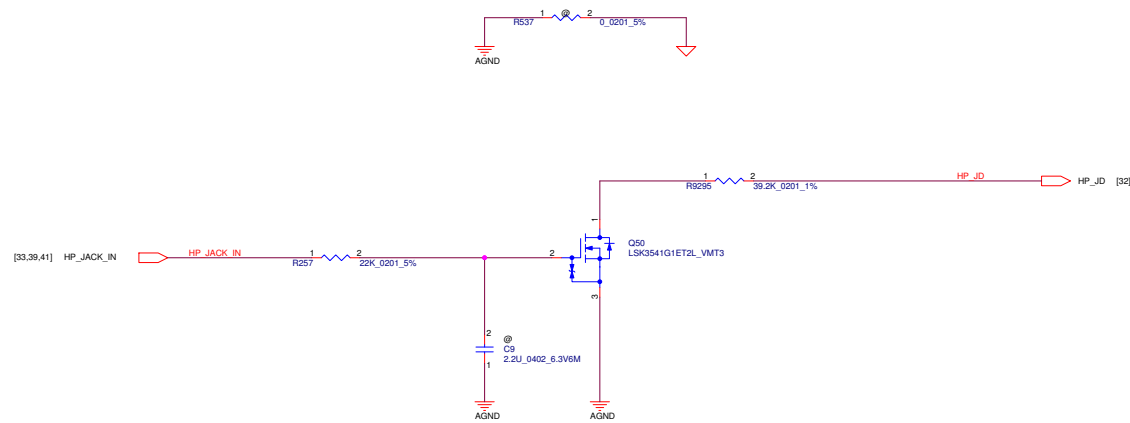 1 @ 2
R537 0_0201_5%
AGND
1 2 HP_JD
R9295 39.2K_0201_1% HP_JD [32]
1
Q50
LSK3541G1ET2L_VMT3
[33,39,41] HP_JACK_IN HP_JACK_IN 1 2 2
R257 22K_0201_5%
3
2 @
C9
2.2U_0402_6.3V6M
1
AGND AGND